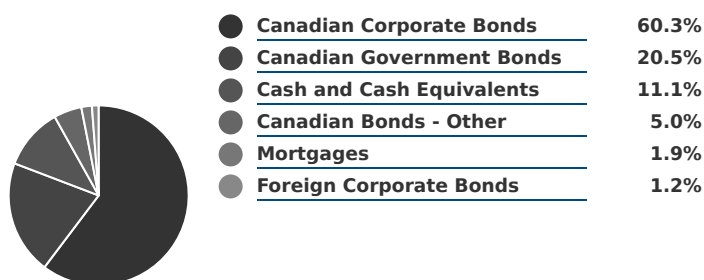 Canadian Corporate Bonds 60.3%
Canadian Government Bonds 20.5%
Cash and Cash Equivalents 11.1%
Canadian Bonds - Other 5.0%
Mortgages 1.9%
Foreign Corporate Bonds 1.2%